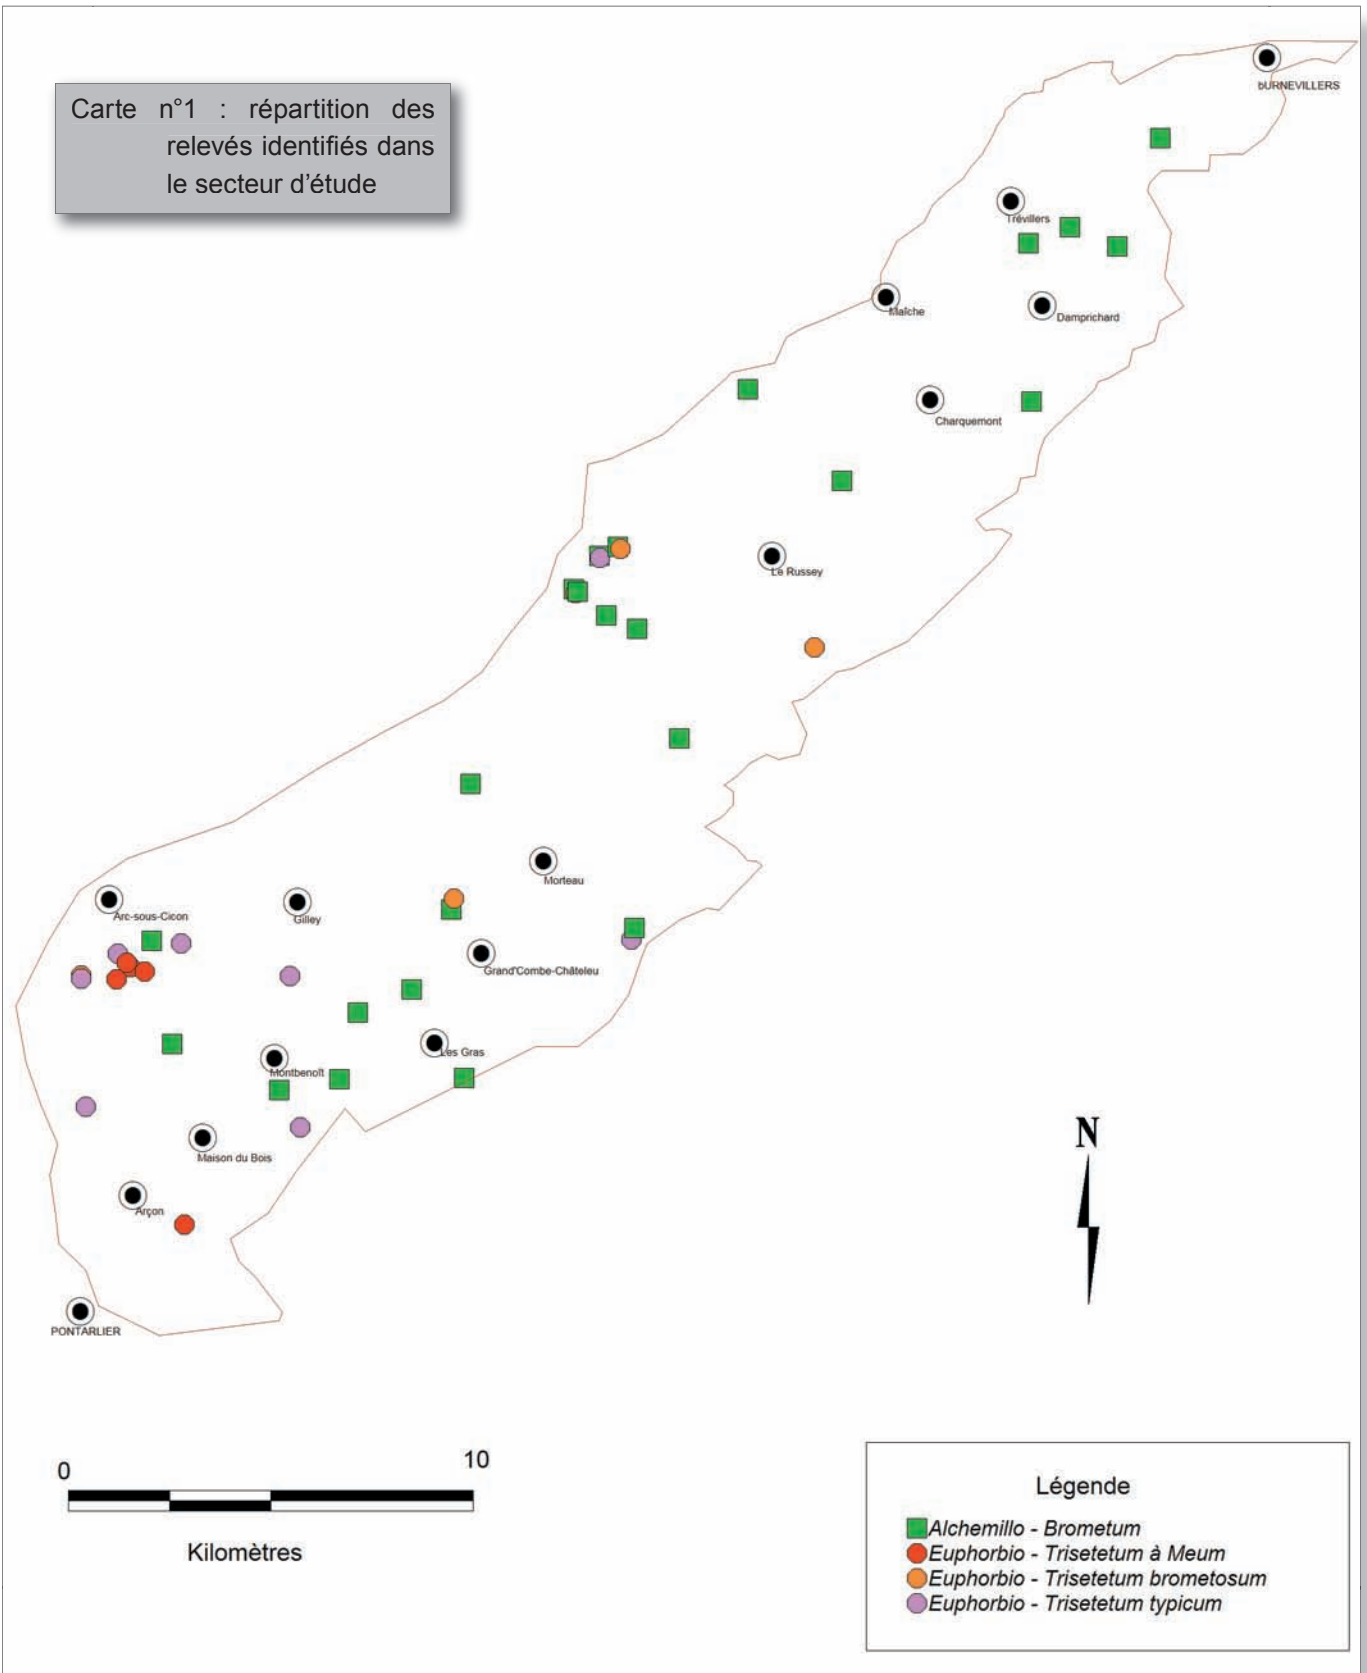 Carte n°1 : répartition des
relevés identifiés dans
le secteur d'étude
bURNEVILLERS
Trévillers
Maîche
Damprichard
Charquemont
Le Russey
Morteau
Arc-sous-Cicon
Gilley
Grand'Combe-Châteleu
Les Gras
Montbenoît
Maison du Bois
Arçon
PONTARLIER
N
0 10
Kilomètres
Légende
Alchemillo - Brometum
Euphorbio - Trisetetum à Meum
Euphorbio - Trisetetum brometosum
Euphorbio - Trisetetum typicum